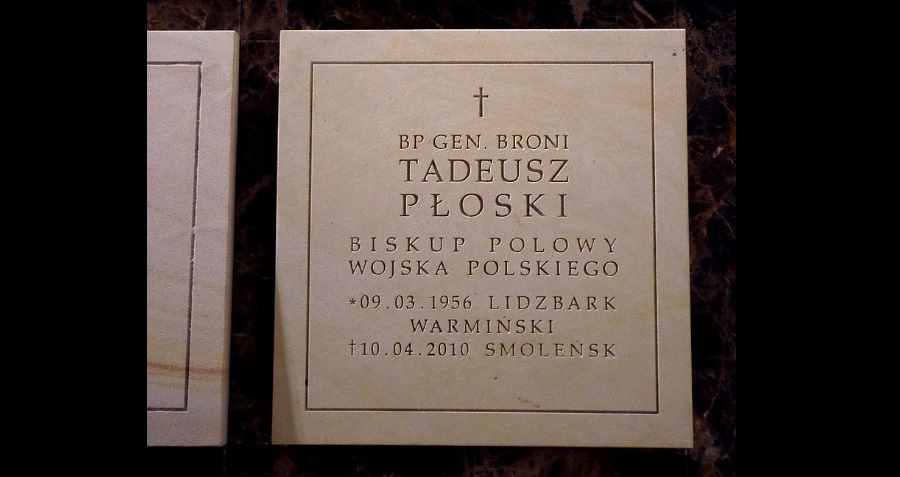 BP GEN. BRONI
TADEUSZ
PŁOSKI
BISKUP POLOWY
WOJSKA POLSKIEGO
*09.03.1956 LIDZBARK
WARMIŃSKI
†10.04.2010 SMOLEŃSK